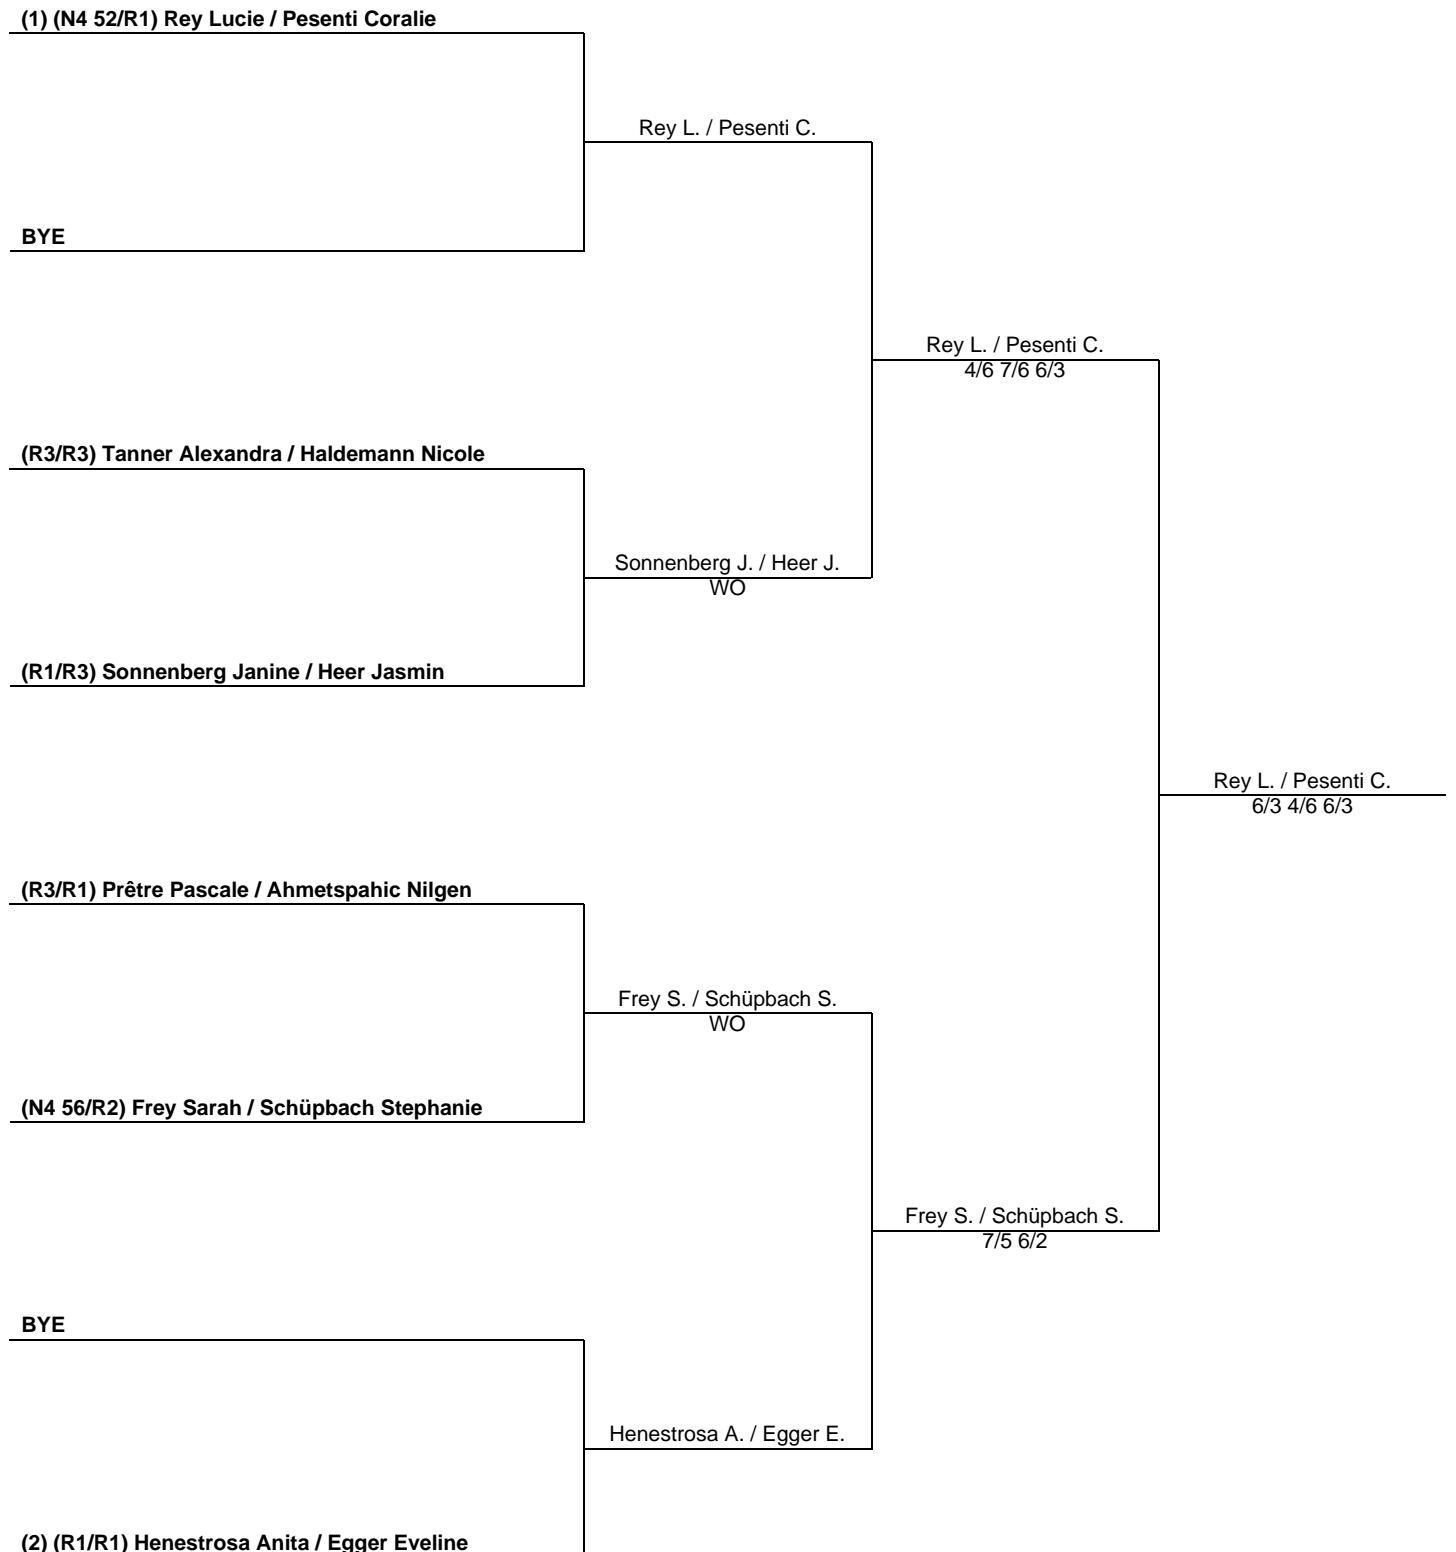 (1) (N4 52/R1) Rey Lucie / Pesenti Coralie
Rey L. / Pesenti C.
BYE
Rey L. / Pesenti C.
4/6 7/6 6/3
(R3/R3) Tanner Alexandra / Haldemann Nicole
Sonnenberg J. / Heer J.
WO
(R1/R3) Sonnenberg Janine / Heer Jasmin
Rey L. / Pesenti C.
6/3 4/6 6/3
(R3/R1) Prêtre Pascale / Ahmetspahic Nilgen
Frey S. / Schüpbach S.
WO
(N4 56/R2) Frey Sarah / Schüpbach Stephanie
Frey S. / Schüpbach S.
7/5 6/2
BYE
Henestrosa A. / Egger E.
(2) (R1/R1) Henestrosa Anita / Egger Eveline